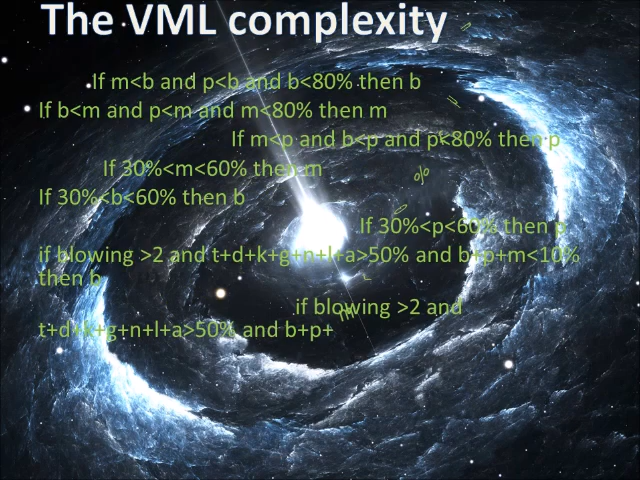 The VML complexity
If m<b and p<b and b<80% then b
If b<m and p<m and m<80% then m
If m<p and b<p and p<80% then p
If 30%<m<60% then m
If 30%<b<60% then b
If 30%<p<60% then p
if blowing >2 and t+d+k+g+n+l+a>50% and b+p+m<10%
then b
if blowing >2 and
t+d+k+g+n+l+a>50% and b+p+
m
%